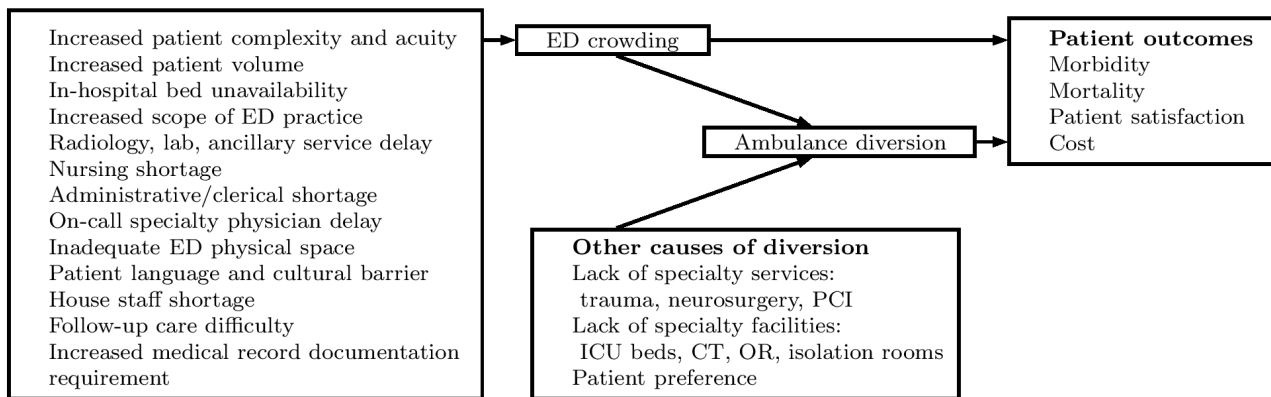 Increased patient complexity and acuity
Increased patient volume
In-hospital bed unavailability
Increased scope of ED practice
Radiology, lab, ancillary service delay
Nursing shortage
Administrative/clerical shortage
On-call specialty physician delay
Inadequate ED physical space
Patient language and cultural barrier
House staff shortage
Follow-up care difficulty
Increased medical record documentation
requirement
ED crowding
Ambulance diversion
Other causes of diversion
Lack of specialty services:
trauma, neurosurgery, PCI
Lack of specialty facilities:
ICU beds, CT, OR, isolation rooms
Patient preference
Patient outcomes
Morbidity
Mortality
Patient satisfaction
Cost